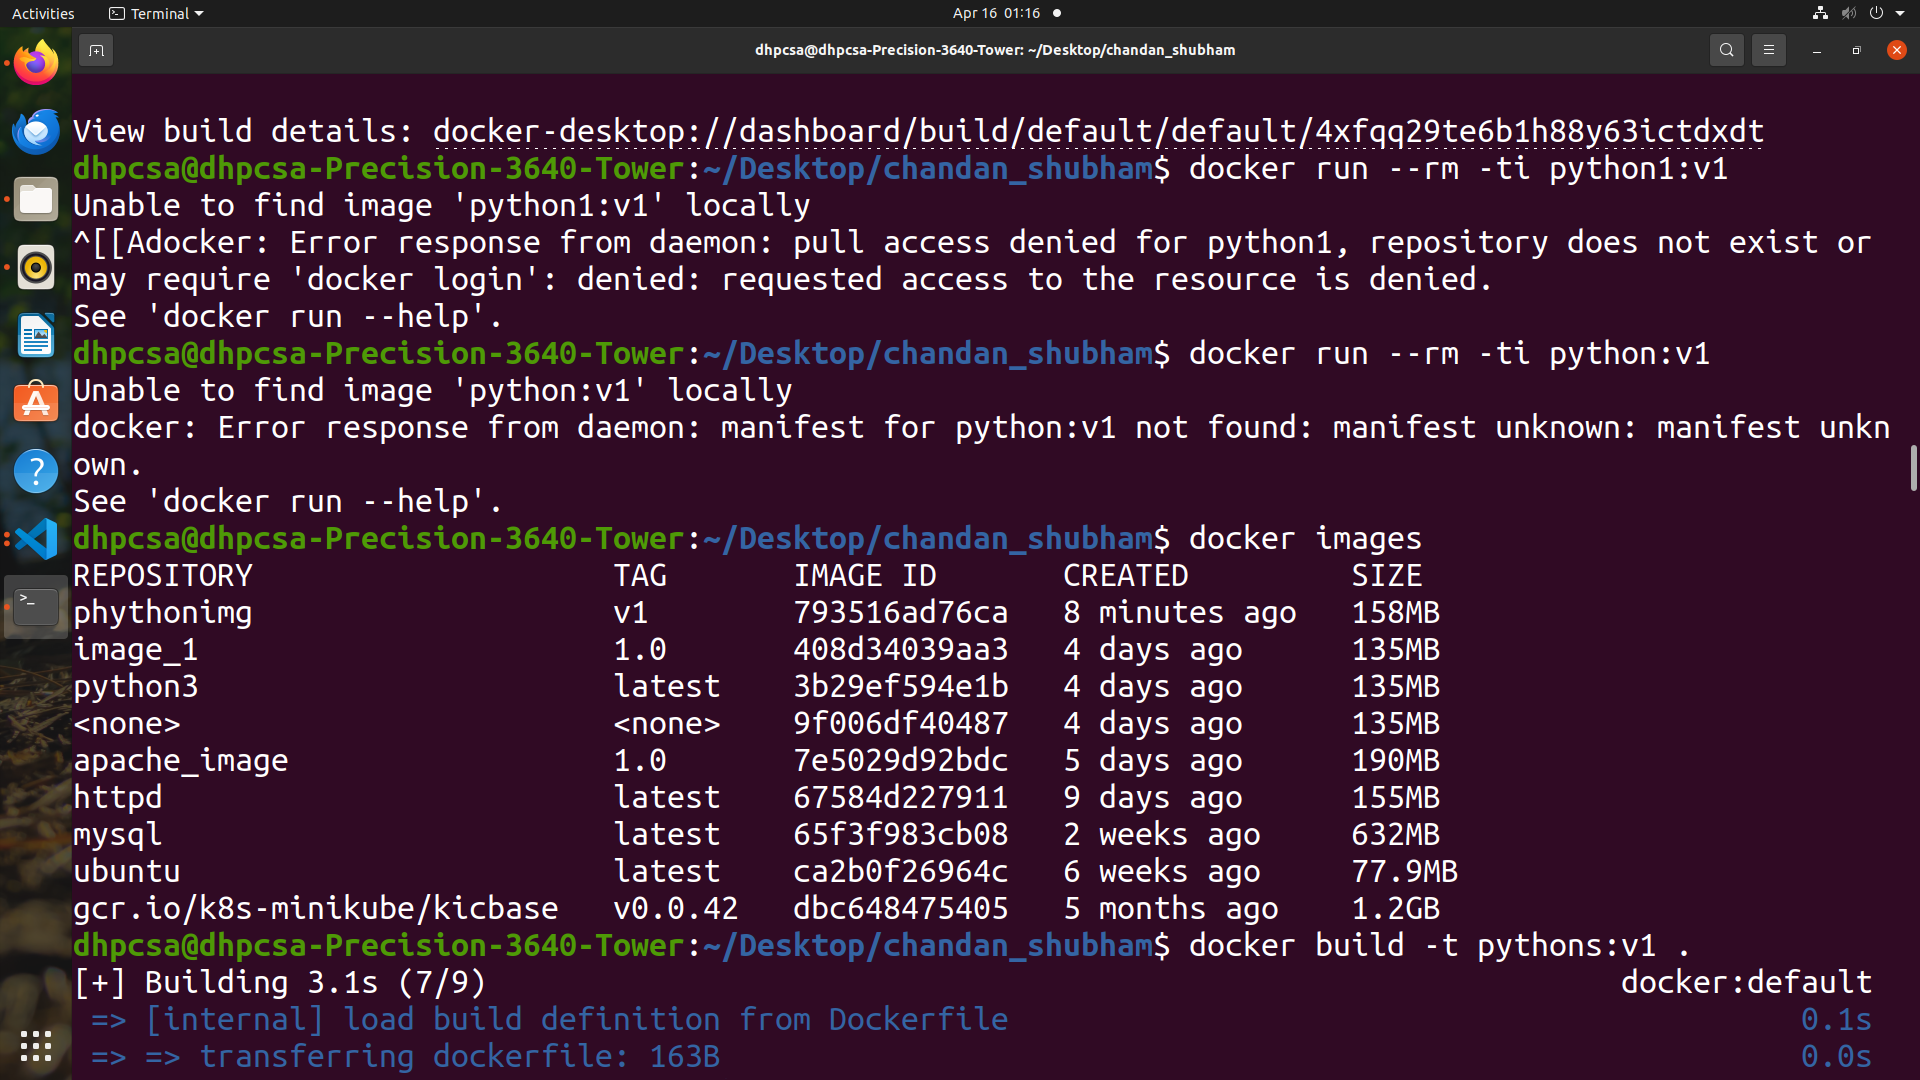 Activities
Terminal
Apr 16 01:16
dhpcsa@dhpcsa-Precision-3640-Tower: ~/Desktop/chandan_shubham
View build details: docker-desktop://dashboard/build/default/default/4xfqq29te6b1h88y63ictdxdt
dhpcsa@dhpcsa-Precision-3640-Tower:~/Desktop/chandan_shubham$ docker run --rm -ti python1:v1
Unable to find image 'python1:v1' locally
^[[Adocker: Error response from daemon: pull access denied for python1, repository does not exist or
may require 'docker login': denied: requested access to the resource is denied.
See 'docker run --help'.
dhpcsa@dhpcsa-Precision-3640-Tower:~/Desktop/chandan_shubham$ docker run --rm -ti python:v1
Unable to find image 'python:v1' locally
docker: Error response from daemon: manifest for python:v1 not found: manifest unknown: manifest unkn
own.
See 'docker run --help'.
dhpcsa@dhpcsa-Precision-3640-Tower:~/Desktop/chandan_shubham$ docker images
REPOSITORY TAG IMAGE ID CREATED SIZE
phythonimg v1 793516ad76ca 8 minutes ago 158MB
image_1 1.0 408d34039aa3 4 days ago 135MB
python3 latest 3b29ef594e1b 4 days ago 135MB
<none> <none> 9f006df40487 4 days ago 135MB
apache_image 1.0 7e5029d92bdc 5 days ago 190MB
httpd latest 67584d227911 9 days ago 155MB
mysql latest 65f3f983cb08 2 weeks ago 632MB
ubuntu latest ca2b0f26964c 6 weeks ago 77.9MB
gcr.io/k8s-minikube/kicbase v0.0.42 dbc648475405 5 months ago 1.2GB
dhpcsa@dhpcsa-Precision-3640-Tower:~/Desktop/chandan_shubham$ docker build -t pythons:v1 .
[+] Building 3.1s (7/9) docker:default
=> [internal] load build definition from Dockerfile 0.1s
=> => transferring dockerfile: 163B 0.0s